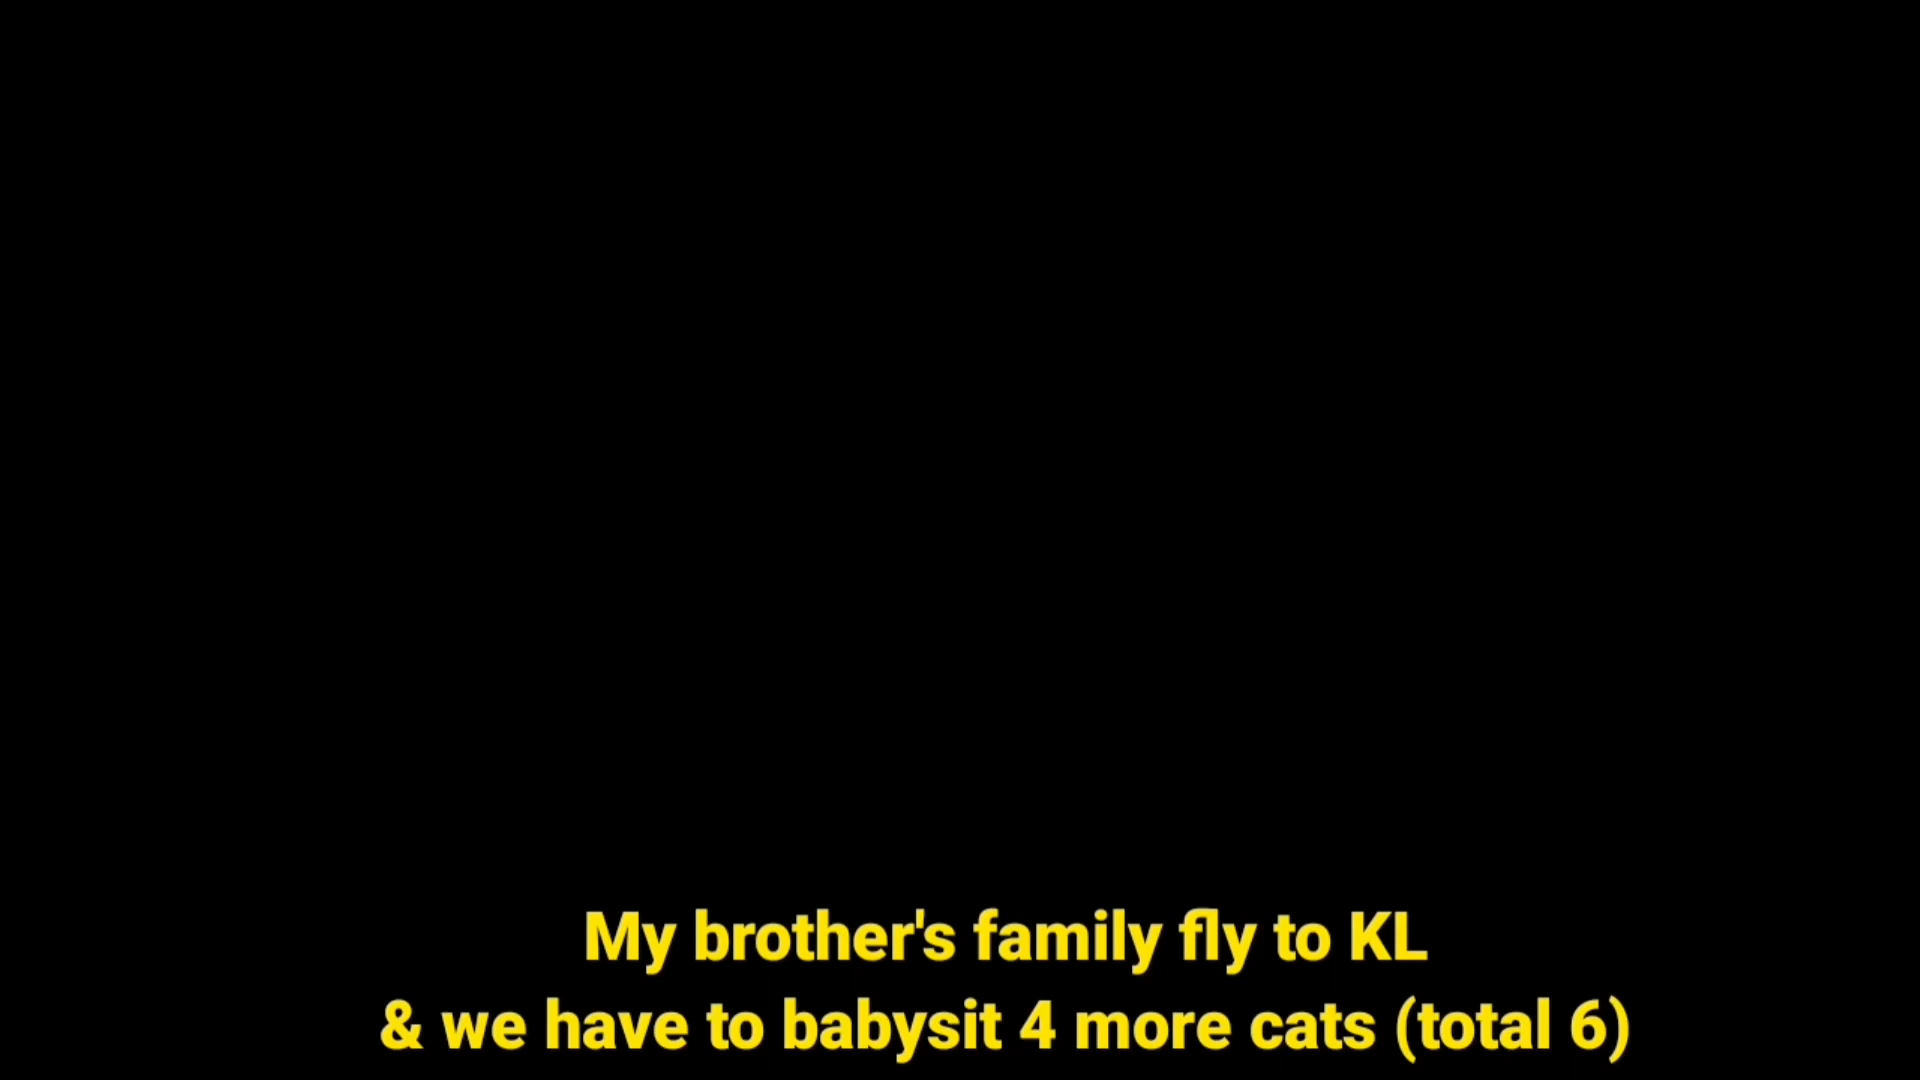 My brother's family fly to KL
& we have to babysit 4 more cats (total 6)